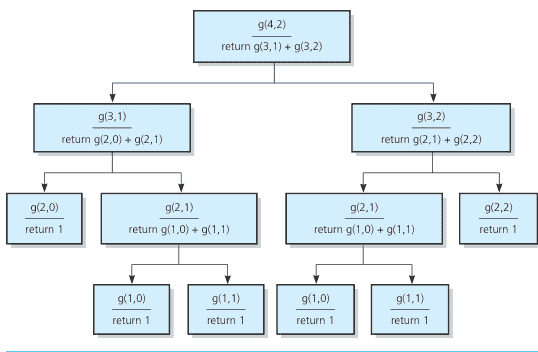 g(4,2)
return g(3,1) + g(3,2)
g(3,1)
return g(2,0) + g(2,1)
g(3,2)
return g(2,1) + g(2,2)
g(2,0)
return 1
g(2,1)
return g(1,0) + g(1,1)
g(2,1)
return g(1,0) + g(1,1)
g(2,2)
return 1
g(1,0)
return 1
g(1,1)
return 1
g(1,0)
return 1
g(1,1)
return 1